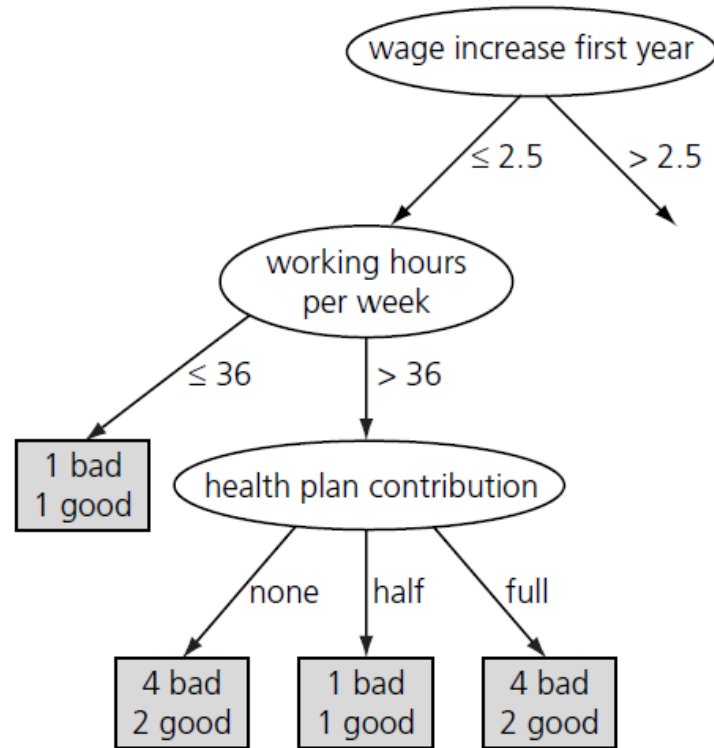 wage increase first year
≤ 2.5
> 2.5
working hours
per week
≤ 36
> 36
1 bad
1 good
health plan contribution
none
half
full
4 bad
2 good
1 bad
1 good
4 bad
2 good